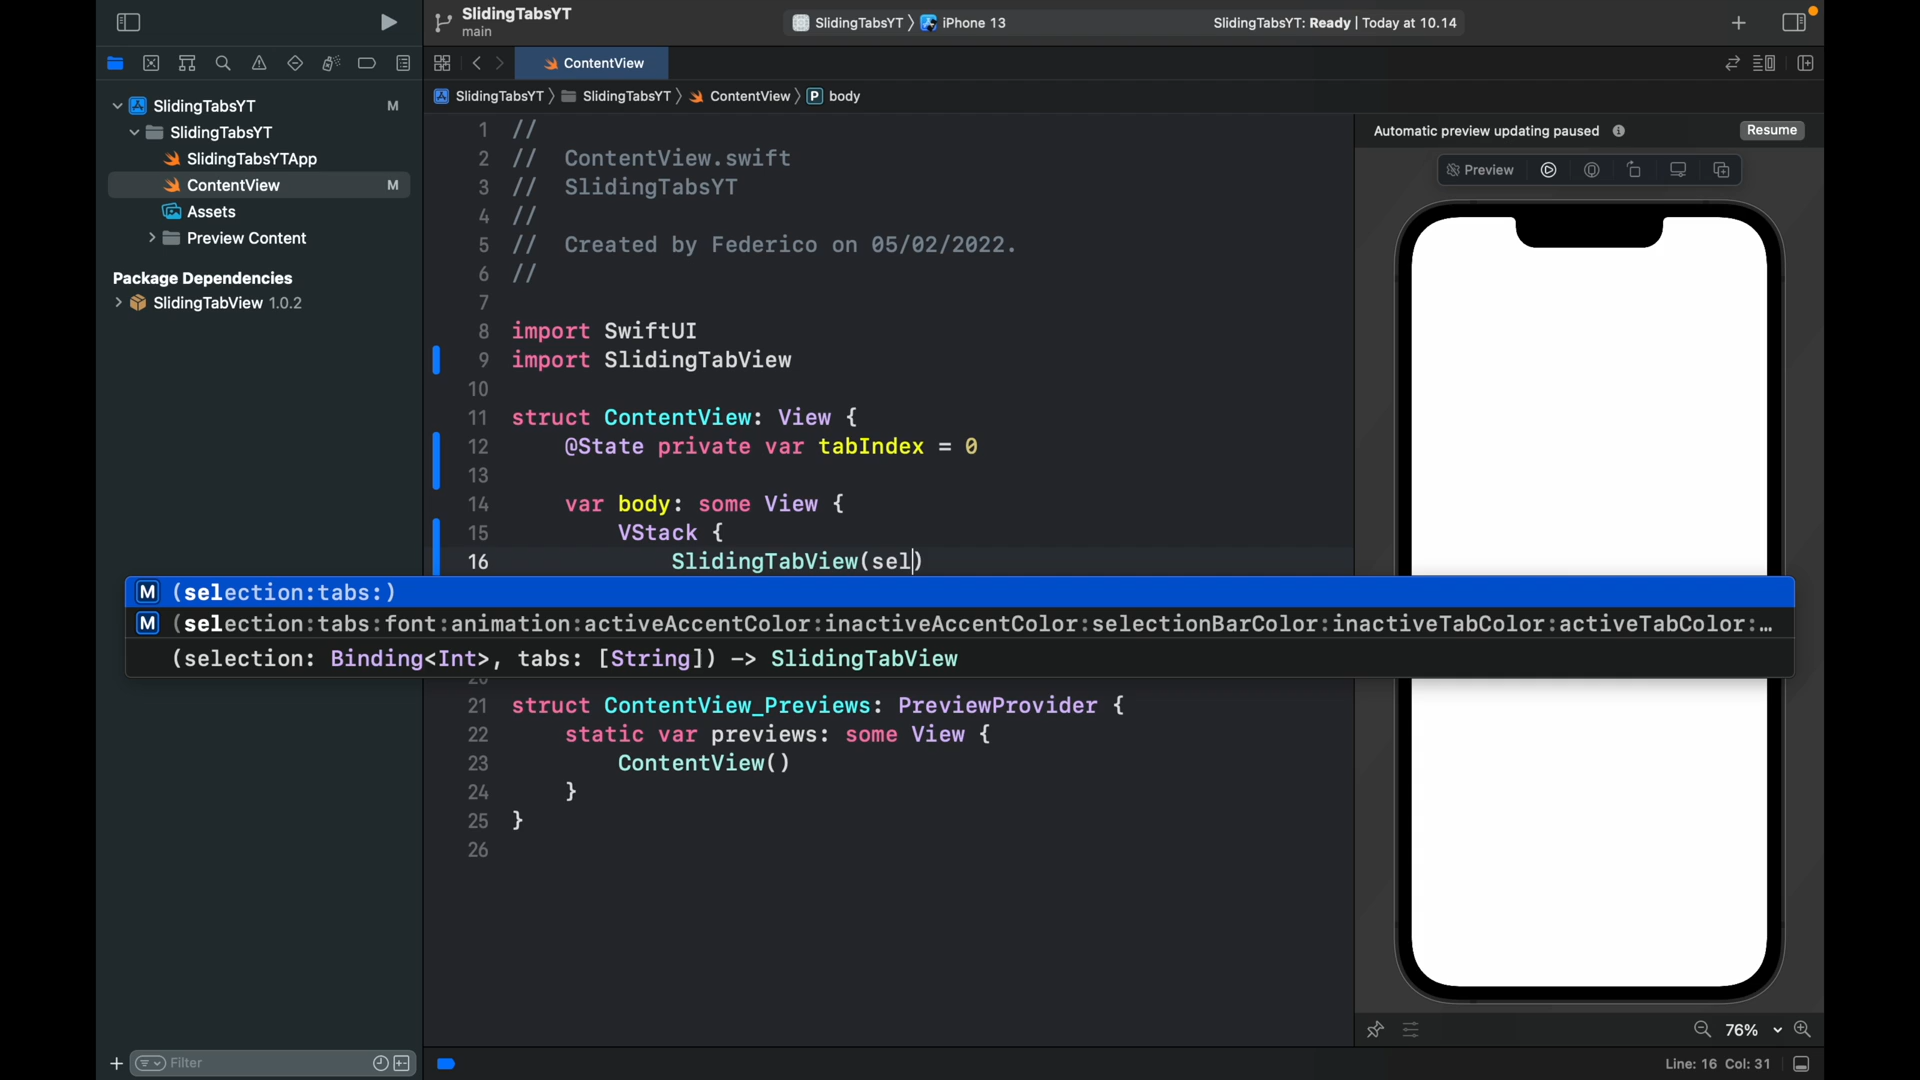 SlidingTabsYT
main
SlidingTabsYT
iPhone 13
SlidingTabsYT: Ready | Today at 10.14
ContentView
SlidingTabsYT
SlidingTabsYT
ContentView
P
body
SlidingTabsYT
M
SlidingTabsYT
SlidingTabsYTApp
ContentView
M
Assets
Preview Content
Package Dependencies
SlidingTabView 1.0.2
Filter
1 //
2 // ContentView.swift
3 // SlidingTabsYT
4 //
5 // Created by Federico on 05/02/2022.
6 //
7
8 import SwiftUI
9 import SlidingTabView
10
11 struct ContentView: View {
12 @State private var tabIndex = 0
13
14 var body: some View {
15 VStack {
16 SlidingTabView(sel)
M (selection:tabs:)
M (selection:tabs:font:animation:activeAccentColor:inactiveAccentColor:selectionBarColor:inactiveTabColor:activeTabColor:…
(selection: Binding<Int>, tabs: [String]) -> SlidingTabView
21 struct ContentView_Previews: PreviewProvider {
22 static var previews: some View {
23 ContentView()
24 }
25 }
26
Automatic preview updating paused
Resume
Preview
76%
Line: 16 Col: 31